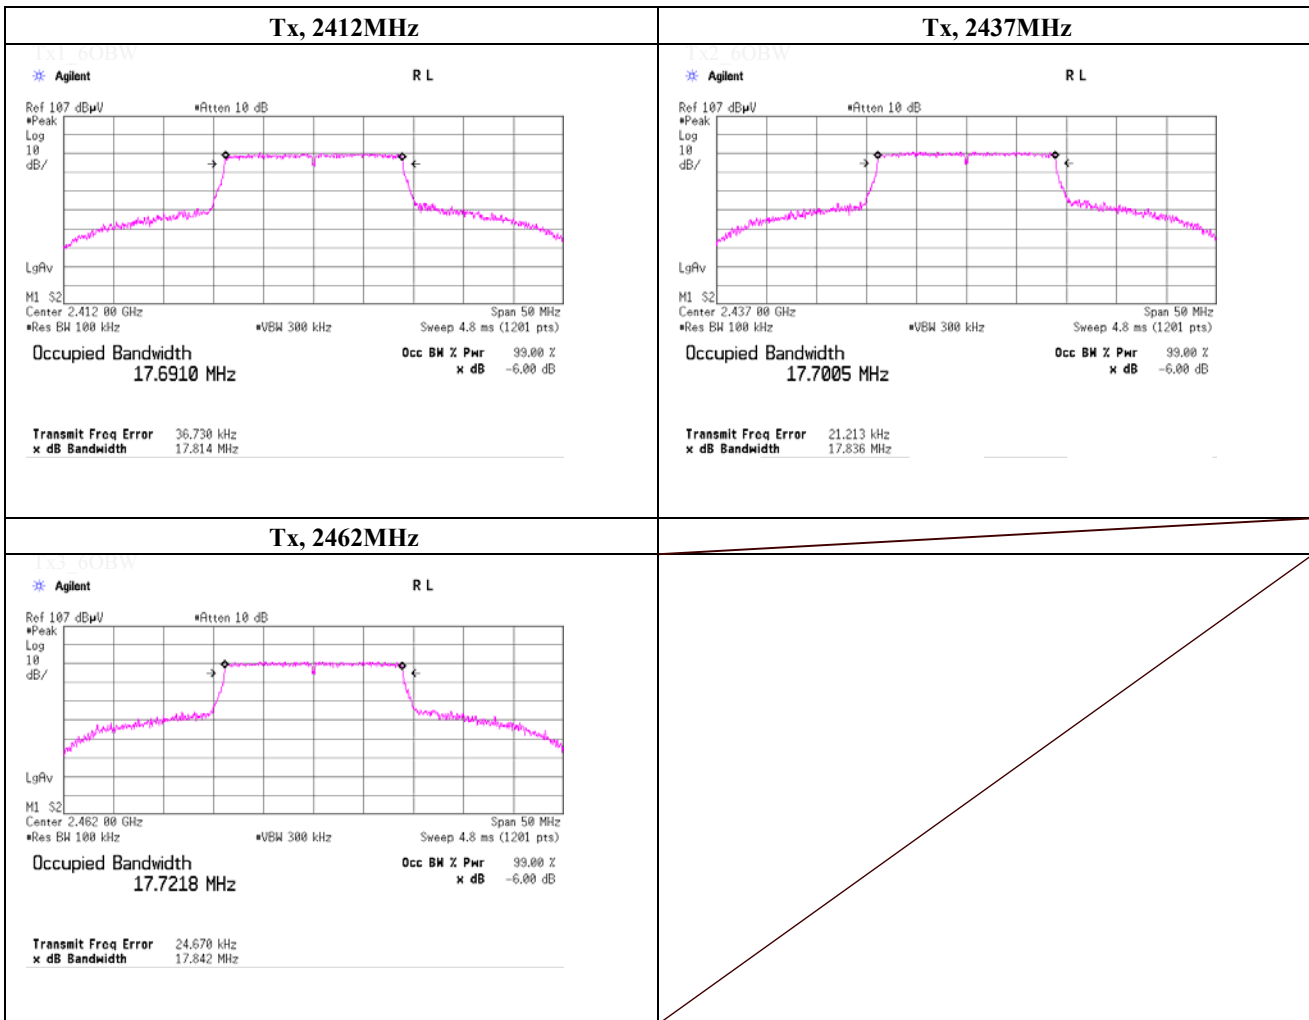 Tx, 2412MHz
Tx1_6OBW
Agilent
R L
Ref 107 dBµV
#Atten 10 dB
#Peak
Log
10
dB/
LgAv
M1 S2
Center 2.412 00 GHz
Span 50 MHz
#Res BW 100 kHz
#VBW 300 kHz
Sweep 4.8 ms (1201 pts)
Occupied Bandwidth
17.6910 MHz
Occ BW % Pwr 99.00 %
x dB -6.00 dB
Transmit Freq Error 36.730 kHz
x dB Bandwidth 17.814 MHz
Tx, 2437MHz
Tx2_6OBW
Agilent
R L
Ref 107 dBµV
#Atten 10 dB
#Peak
Log
10
dB/
LgAv
M1 S2
Center 2.437 00 GHz
Span 50 MHz
#Res BW 100 kHz
#VBW 300 kHz
Sweep 4.8 ms (1201 pts)
Occupied Bandwidth
17.7005 MHz
Occ BW % Pwr 99.00 %
x dB -6.00 dB
Transmit Freq Error 21.213 kHz
x dB Bandwidth 17.836 MHz
Tx, 2462MHz
Tx3_6OBW
Agilent
R L
Ref 107 dBµV
#Atten 10 dB
#Peak
Log
10
dB/
LgAv
M1 S2
Center 2.462 00 GHz
Span 50 MHz
#Res BW 100 kHz
#VBW 300 kHz
Sweep 4.8 ms (1201 pts)
Occupied Bandwidth
17.7218 MHz
Occ BW % Pwr 99.00 %
x dB -6.00 dB
Transmit Freq Error 24.670 kHz
x dB Bandwidth 17.842 MHz